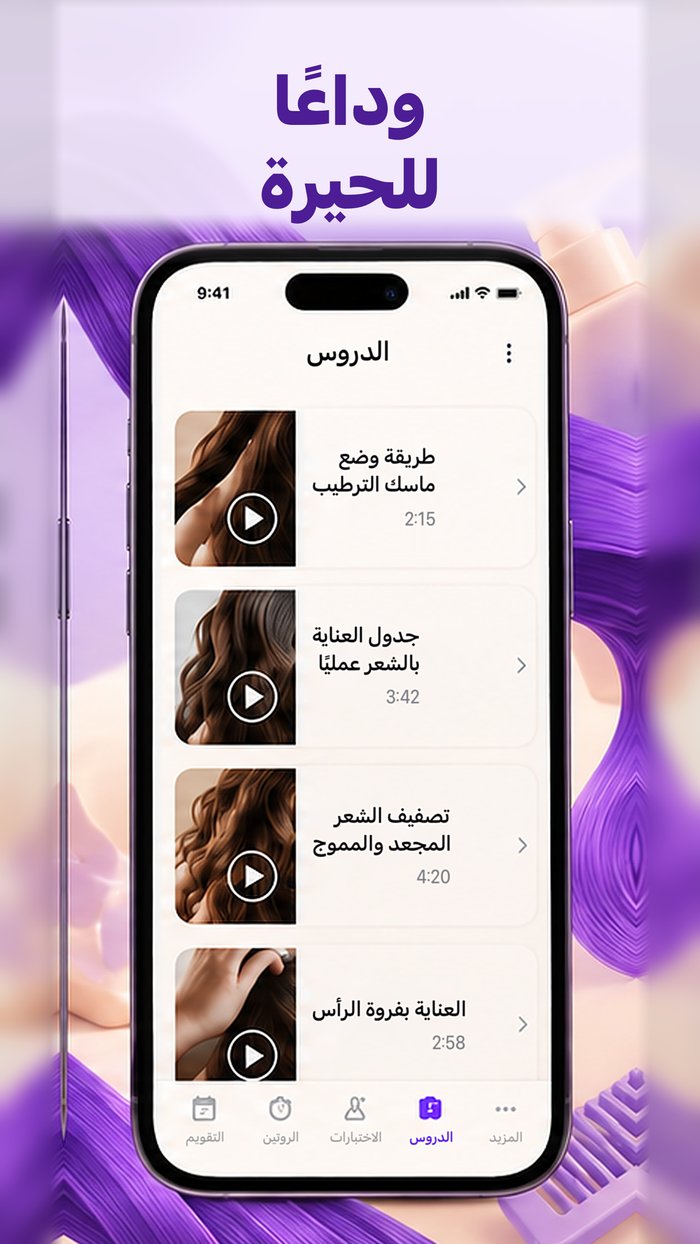 وداعًا
للحيرة
9:41
الدروس
طريقة وضع
ماسك الترطيب
2:15
جدول العناية
بالشعر عمليًا
3:42
تصفيف الشعر
المجعد والمموج
4:20
العناية بفروة الرأس
2:58
المزيد
الدروس
الاختبارات
الروتين
التقويم